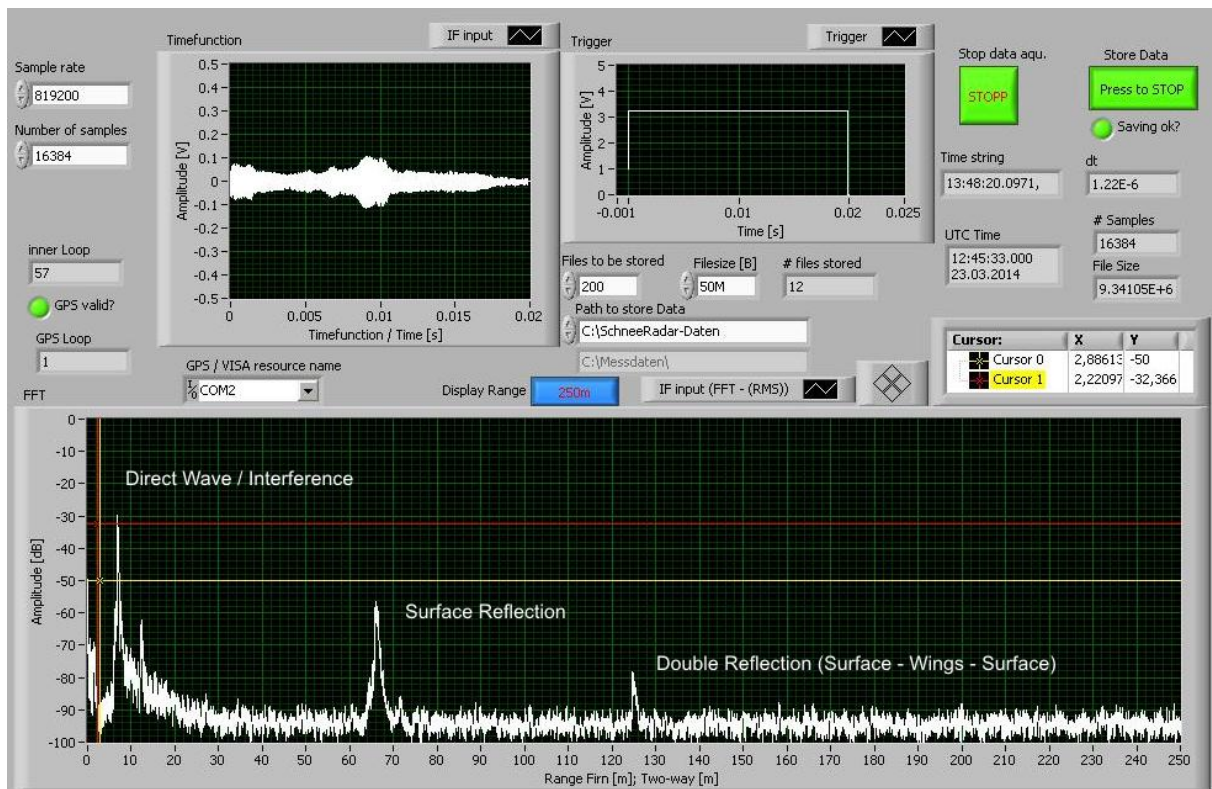 Timefunction
IF input
Trigger
Trigger
Stop data aqu.
Store Data
Sample rate
819200
STOPP
Press to STOP
Number of samples
16384
Saving ok?
0.5
0.4
0.3
0.2
0.1
0
-0.1
-0.2
-0.3
-0.4
-0.5
Amplitude [V]
0 0.005 0.01 0.015 0.02
Timefunction / Time [s]
5
4
3
2
1
0
Amplitude [V]
-0.001 0.01 0.02 0.025
Time [s]
Time string
13:48:20.0971,
dt
1.22E-6
UTC Time
12:45:33.000
23.03.2014
# Samples
16384
File Size
9.34105E+6
inner Loop
57
GPS valid?
GPS Loop
1
Files to be stored
200
Filesize [B]
50M
# files stored
12
Path to store Data
C:\SchneeRadar-Daten
C:\Messdaten\
GPS / VISA resource name
COM2
Display Range
250m
IF input (FFT - (RMS))
Cursor: X Y
Cursor 0 2,88613 -50
Cursor 1 2,22097 -32,366
FFT
0
-10
-20
-30
-40
-50
-60
-70
-80
-90
-100
Amplitude [dB]
Direct Wave / Interference
Surface Reflection
Double Reflection (Surface - Wings - Surface)
0 10 20 30 40 50 60 70 80 90 100 110 120 130 140 150 160 170 180 190 200 210 220 230 240 250
Range Firn [m]; Two-way [m]